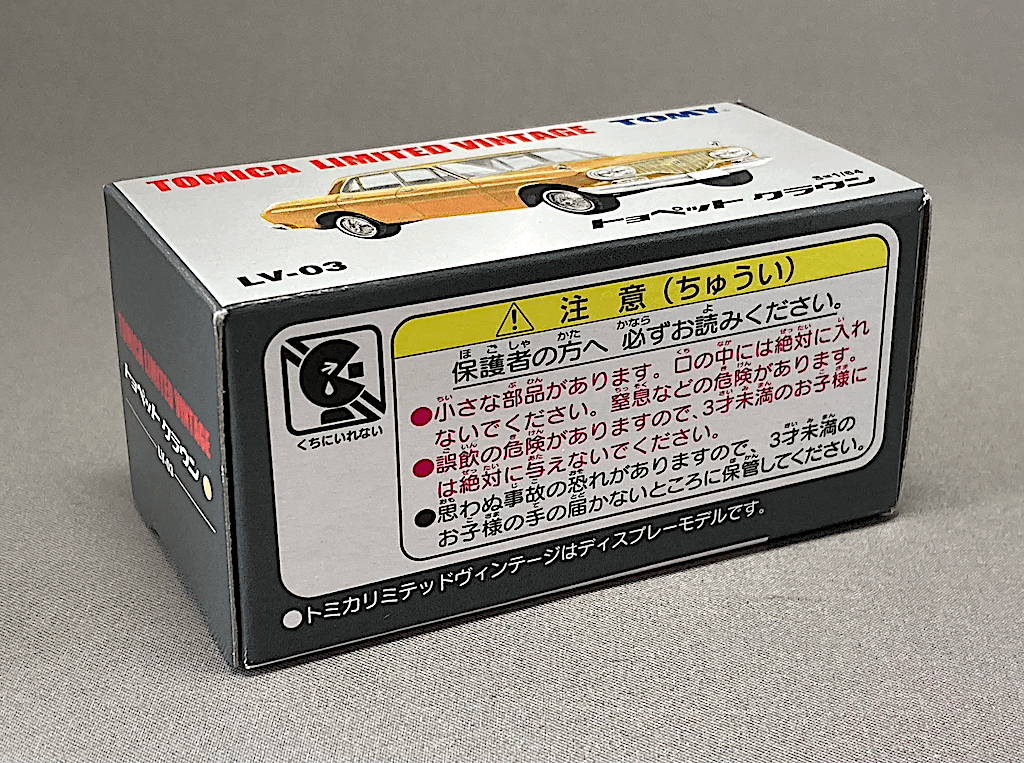 TOMICA LIMITED VINTAGE TOMY
S=1/64
トヨペット クラウン
LV-03
TOMICA LIMITED VINTAGE
トヨペット クラウン
くちにいれない
注 意 (ちゅうい)
保護者の方へ 必ずお読みください。
●小さな部品があります。口の中には絶対に入れ
ないでください。窒息などの危険があります。
●誤飲の危険がありますので、3才未満のお子様に
は絶対に与えないでください。
●思わぬ事故の恐れがありますので、3才未満の
お子様の手の届かないところに保管してください。
●トミカリミテッドヴィンテージはディスプレーモデルです。